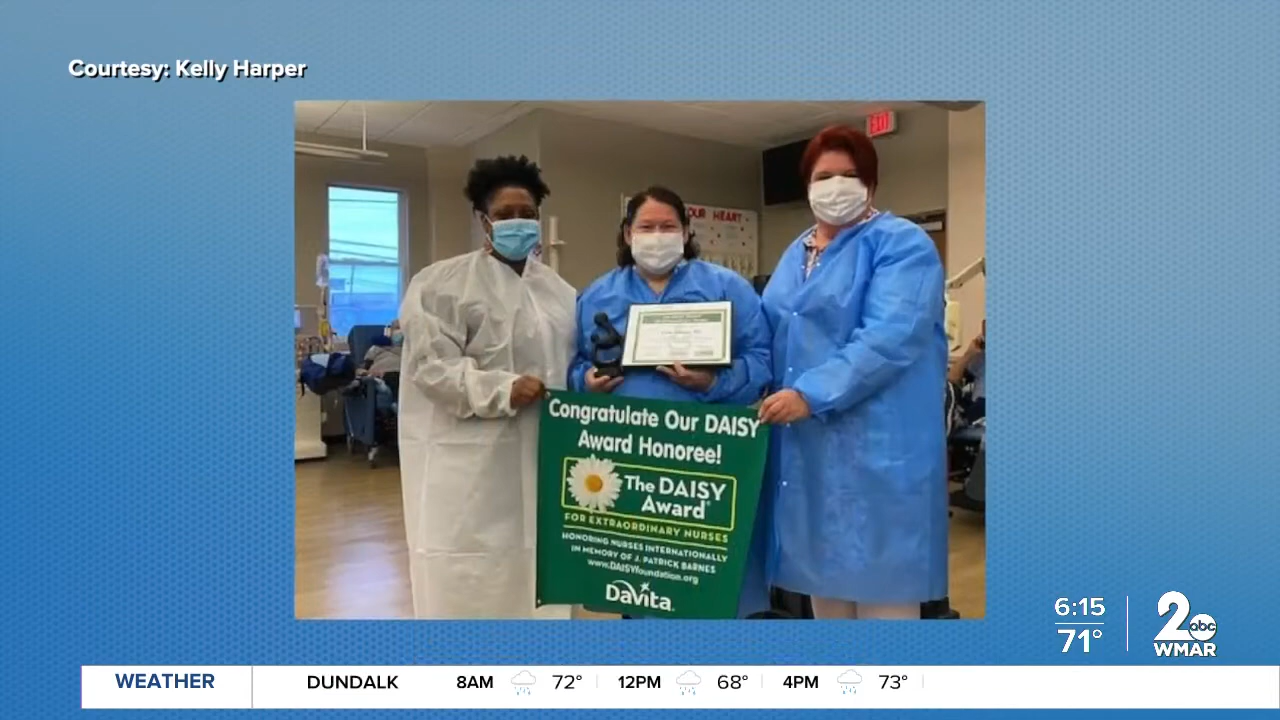 Courtesy: Kelly Harper
EXIT
OUR HEART
Congratulate Our DAISY
Award Honoree!
The DAISY
Award®
FOR EXTRAORDINARY NURSES
HONORING NURSES INTERNATIONALLY
IN MEMORY OF J. PATRICK BARNES
www.DAISYfoundation.org
DaVita.
6:15
71°
2 abc
WMAR
WEATHER DUNDALK 8AM 72° 12PM 68° 4PM 73°